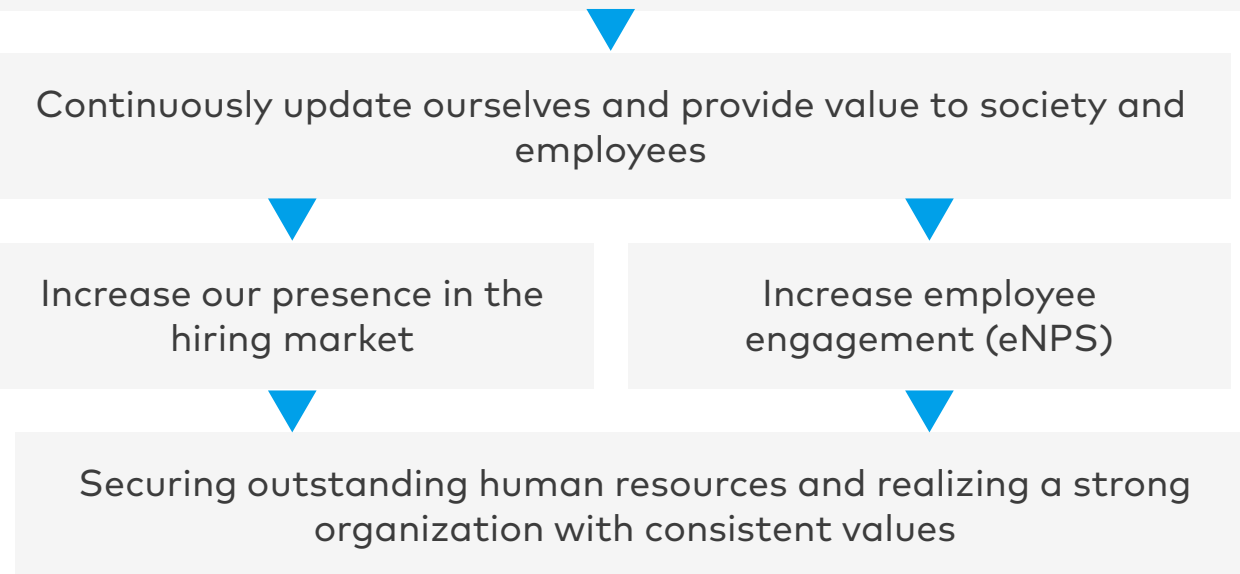 Continuously update ourselves and provide value to society and
employees
Increase our presence in the
hiring market
Increase employee
engagement (eNPS)
Securing outstanding human resources and realizing a strong
organization with consistent values